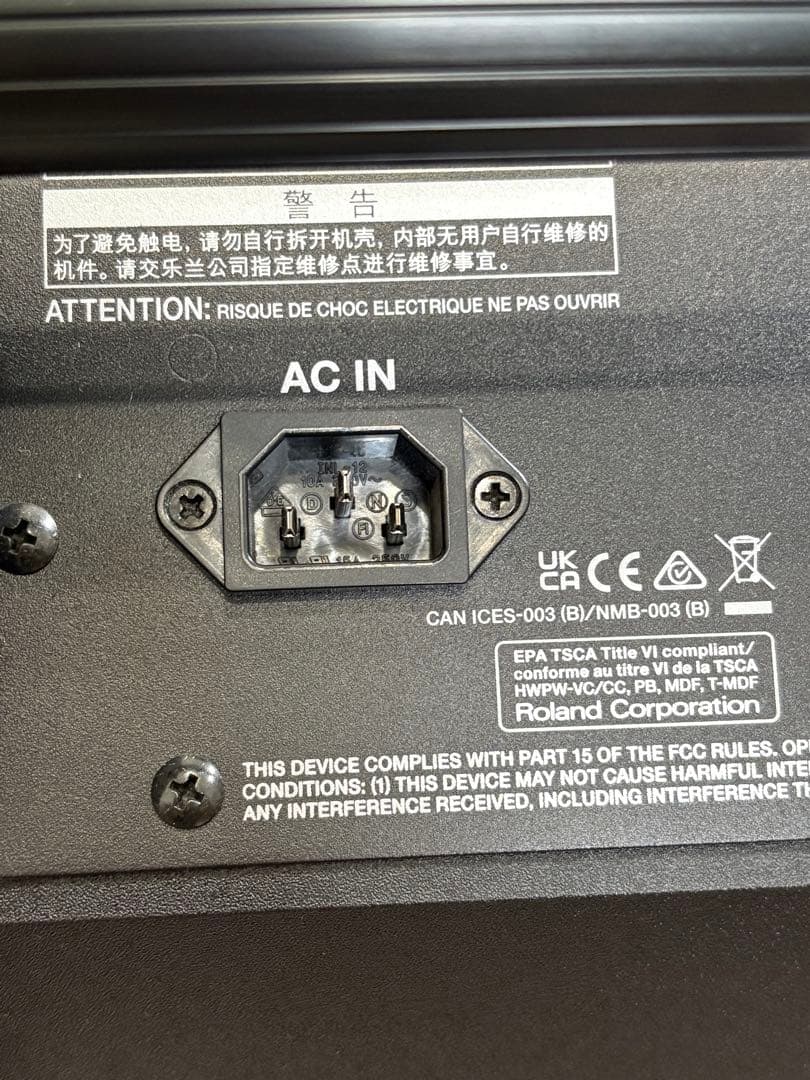 警 告
为了避免触电，请勿自行拆开机壳，内部无用户自行维修的
机件。请交乐兰公司指定维修点进行维修事宜。
ATTENTION: RISQUE DE CHOC ELECTRIQUE NE PAS OUVRIR
AC IN
10A
D N S
15A 250V
UK
CA CE
CAN ICES-003 (B)/NMB-003 (B)
EPA TSCA Title VI compliant/
conforme au titre VI de la TSCA
HWPW-VC/CC, PB, MDF, T-MDF
Roland Corporation
THIS DEVICE COMPLIES WITH PART 15 OF THE FCC RULES.
CONDITIONS: (1) THIS DEVICE MAY NOT CAUSE HARMFUL
ANY INTERFERENCE RECEIVED, INCLUDING INTERFERENCE